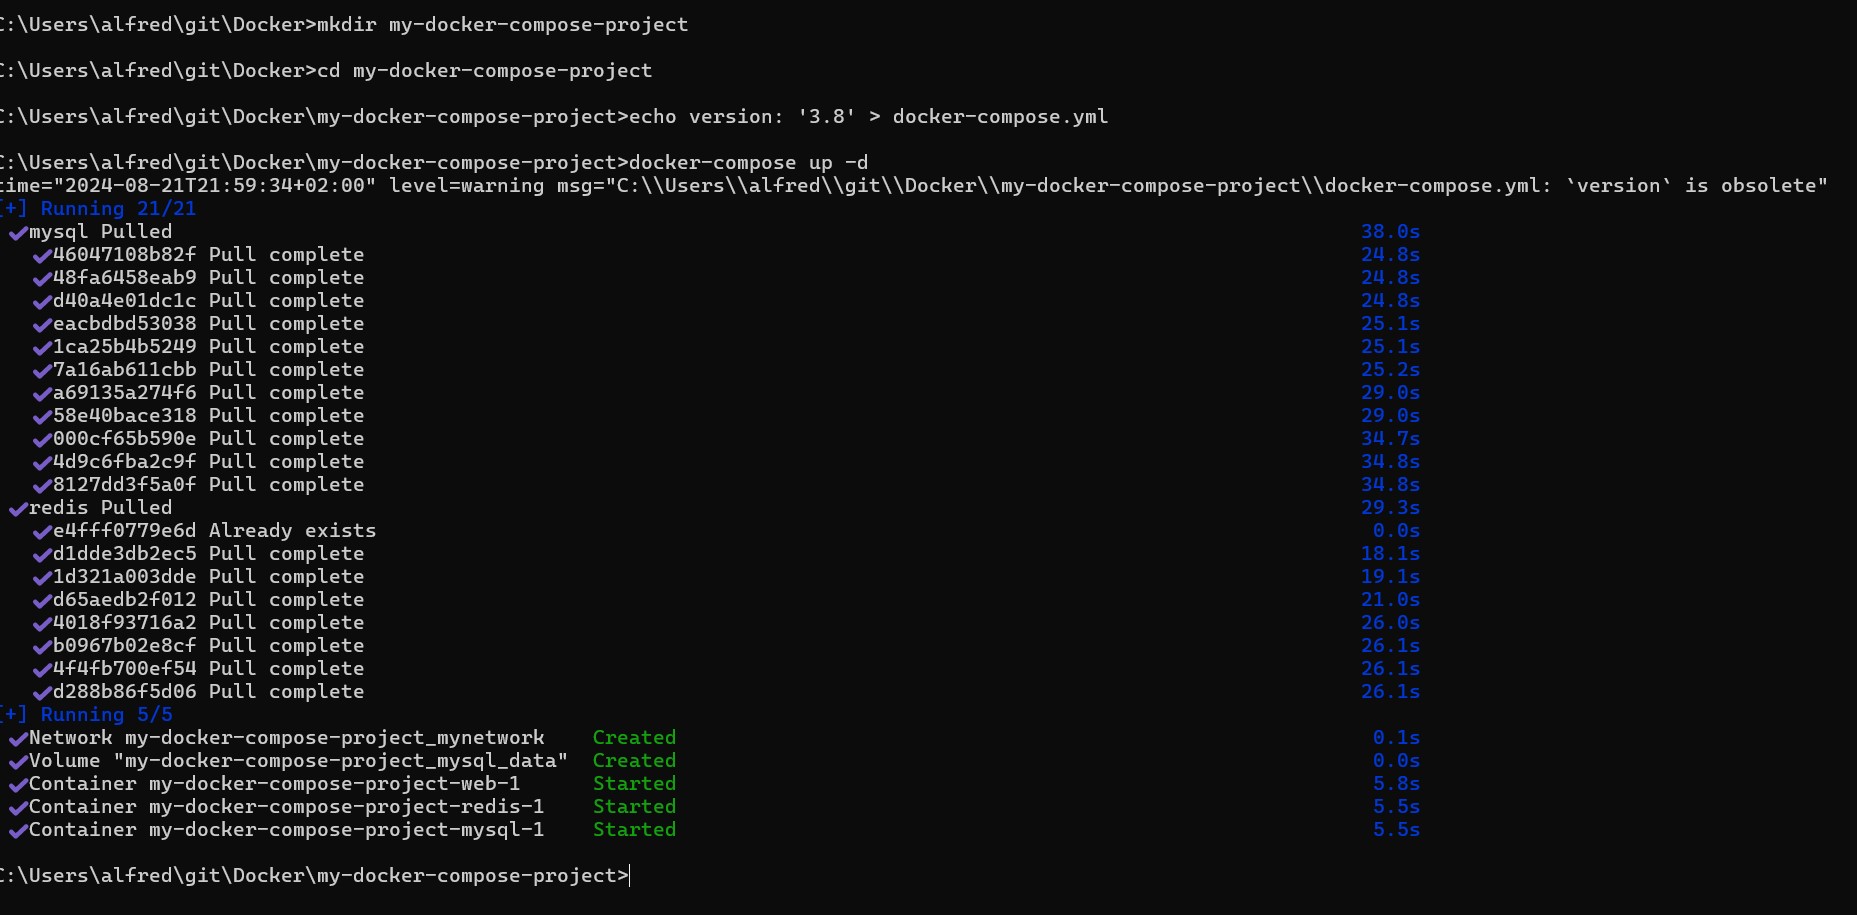 C:\Users\alfred\git\Docker>mkdir my-docker-compose-project
C:\Users\alfred\git\Docker>cd my-docker-compose-project
C:\Users\alfred\git\Docker\my-docker-compose-project>echo version: '3.8' > docker-compose.yml
C:\Users\alfred\git\Docker\my-docker-compose-project>docker-compose up -d
time="2024-08-21T21:59:34+02:00" level=warning msg="C:\\Users\\alfred\\git\\Docker\\my-docker-compose-project\\docker-compose.yml: `version` is obsolete"
[+] Running 21/21
✔mysql Pulled 38.0s
✔46047108b82f Pull complete 24.8s
✔48fa6458eab9 Pull complete 24.8s
✔d40a4e01dc1c Pull complete 24.8s
✔eacbdbd53038 Pull complete 25.1s
✔1ca25b4b5249 Pull complete 25.1s
✔7a16ab611cbb Pull complete 25.2s
✔a69135a274f6 Pull complete 29.0s
✔58e40bace318 Pull complete 29.0s
✔000cf65b590e Pull complete 34.7s
✔4d9c6fba2c9f Pull complete 34.8s
✔8127dd3f5a0f Pull complete 34.8s
✔redis Pulled 29.3s
✔e4fff0779e6d Already exists 0.0s
✔d1dde3db2ec5 Pull complete 18.1s
✔1d321a003dde Pull complete 19.1s
✔d65aedb2f012 Pull complete 21.0s
✔4018f93716a2 Pull complete 26.0s
✔b0967b02e8cf Pull complete 26.1s
✔4f4fb700ef54 Pull complete 26.1s
✔d288b86f5d06 Pull complete 26.1s
[+] Running 5/5
✔Network my-docker-compose-project_mynetwork Created 0.1s
✔Volume "my-docker-compose-project_mysql_data" Created 0.0s
✔Container my-docker-compose-project-web-1 Started 5.8s
✔Container my-docker-compose-project-redis-1 Started 5.5s
✔Container my-docker-compose-project-mysql-1 Started 5.5s
C:\Users\alfred\git\Docker\my-docker-compose-project>